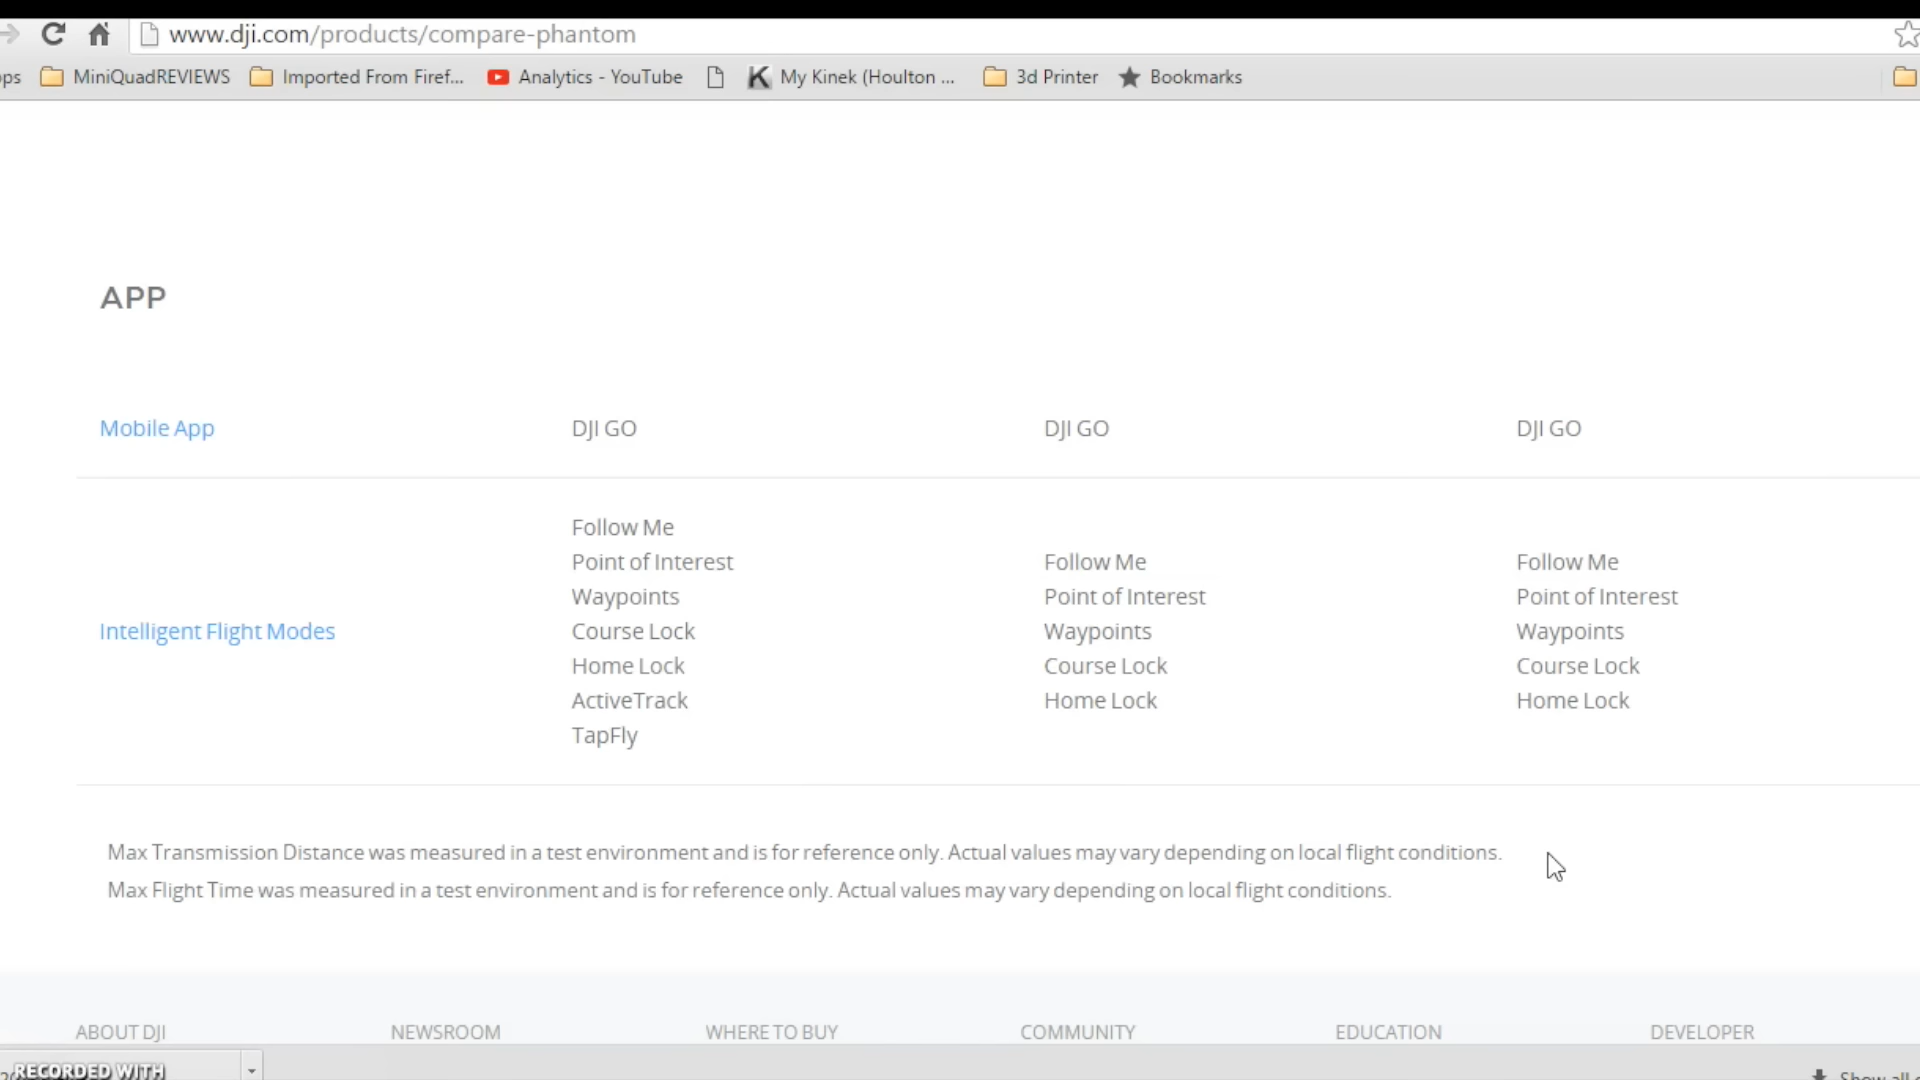 www.dji.com/products/compare-phantom
ps MiniQuadREVIEWS Imported From Firef... Analytics - YouTube My Kinek (Houlton ... 3d Printer Bookmarks
APP
Mobile App DJI GO DJI GO DJI GO
Follow Me
Point of Interest Follow Me Follow Me
Waypoints Point of Interest Point of Interest
Intelligent Flight Modes Course Lock Waypoints Waypoints
Home Lock Course Lock Course Lock
ActiveTrack Home Lock Home Lock
TapFly
Max Transmission Distance was measured in a test environment and is for reference only. Actual values may vary depending on local flight conditions.
Max Flight Time was measured in a test environment and is for reference only. Actual values may vary depending on local flight conditions.
ABOUT DJI NEWSROOM WHERE TO BUY COMMUNITY EDUCATION DEVELOPER
RECORDED WITH Show all